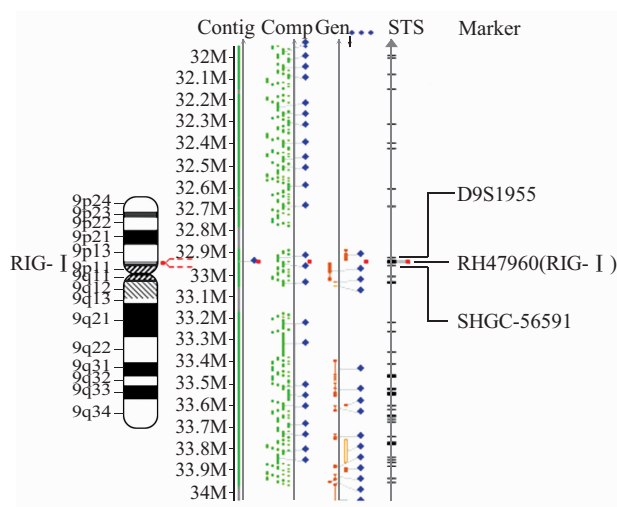 Contig Comp Gen STS Marker
32M
32.1M
32.2M
32.3M
32.4M
32.5M
32.6M
32.7M
32.8M
32.9M
33M
33.1M
33.2M
33.3M
33.4M
33.5M
33.6M
33.7M
33.8M
33.9M
34M
9p24
9p23
9p22
9p21
9p13
9p11
9q11
9q12
9q13
9q21
9q22
9q31
9q32
9q33
9q34
RIG-Ⅰ
D9S1955
RH47960(RIG-Ⅰ)
SHGC-56591